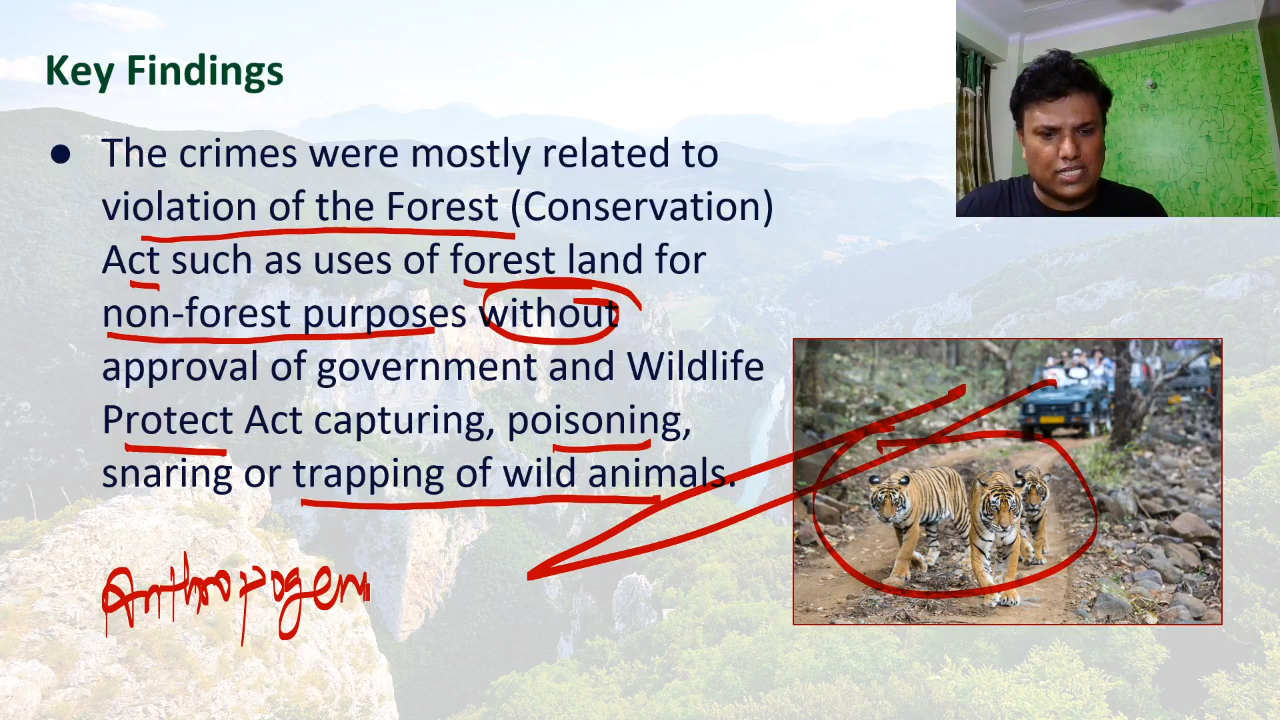 Key Findings
● The crimes were mostly related to
violation of the Forest (Conservation)
Act such as uses of forest land for
non-forest purposes without
approval of government and Wildlife
Protect Act capturing, poisoning,
snaring or trapping of wild animals.
Anthropogeni